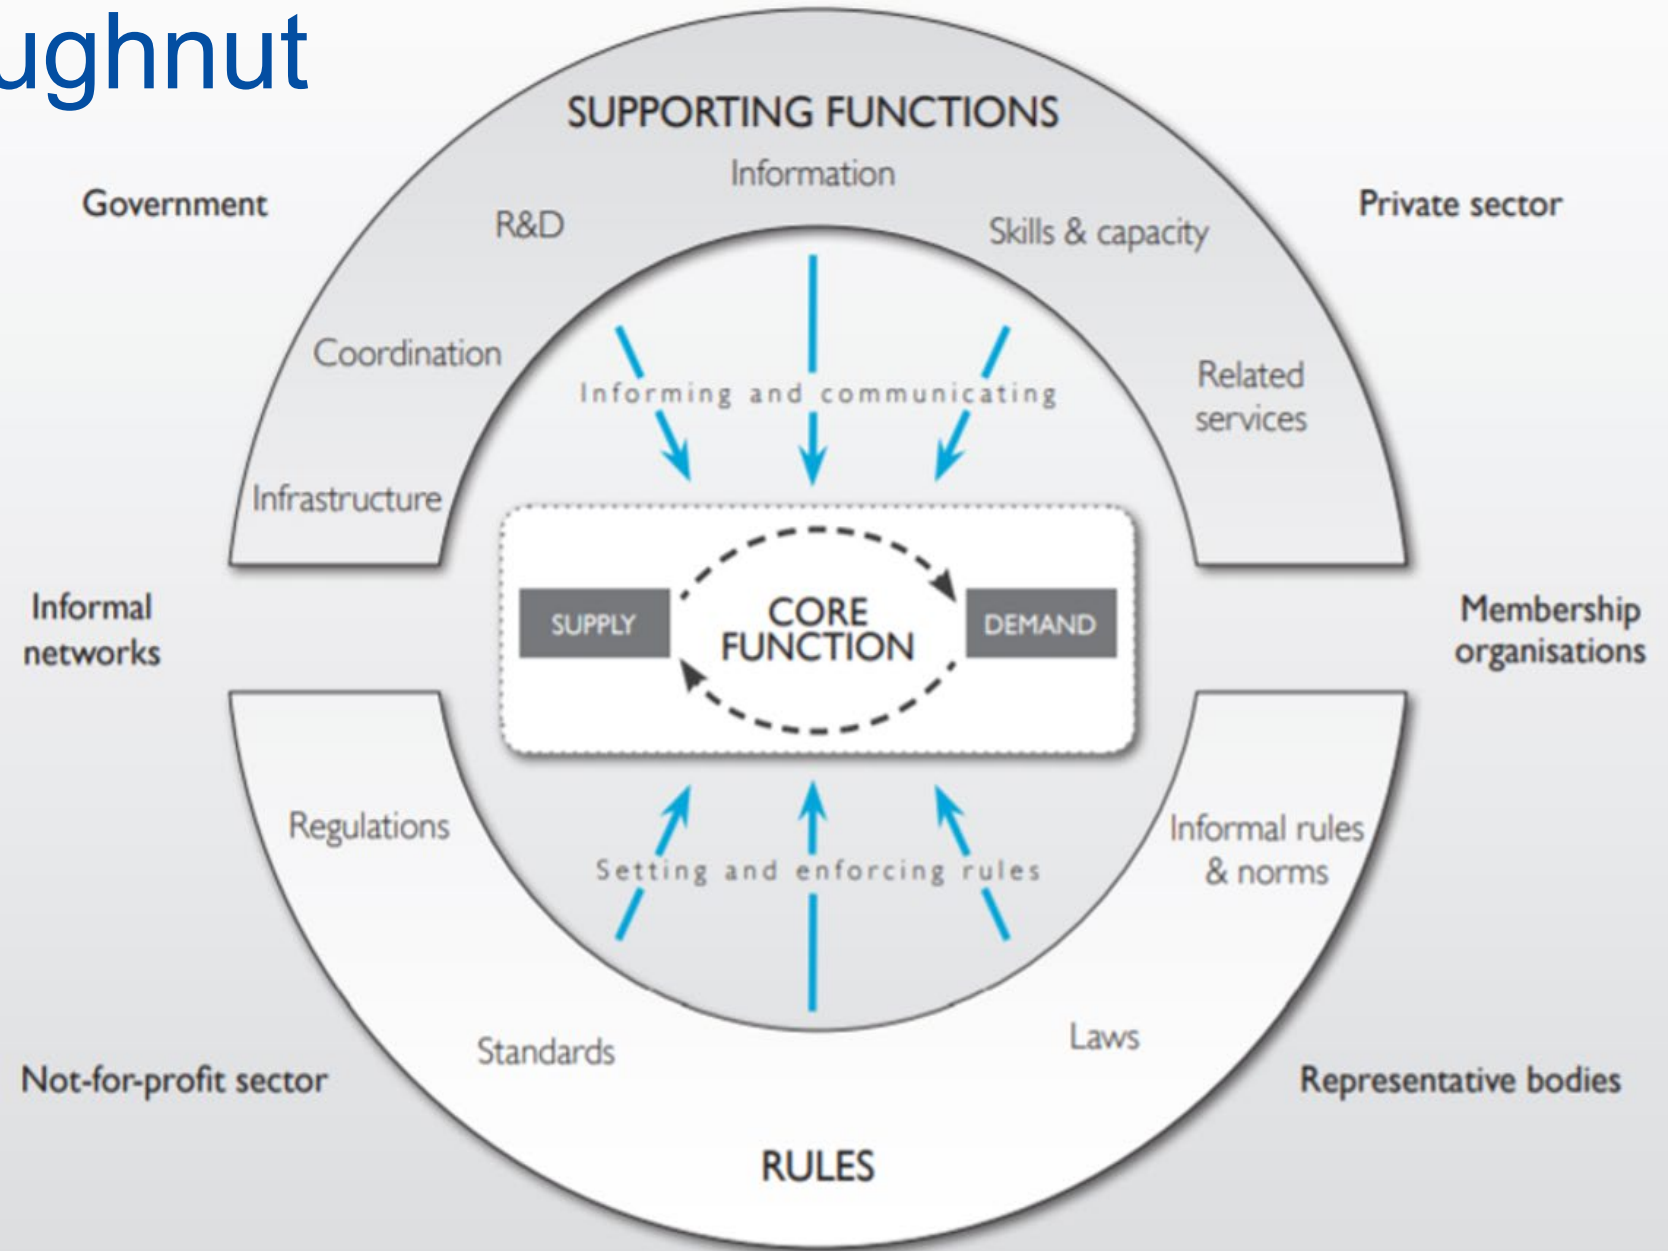 ughnut
SUPPORTING FUNCTIONS
Information
Government
Private sector
R&D
Skills & capacity
Coordination
Informing and communicating
Related
services
Infrastructure
Informal
networks
SUPPLY
CORE
FUNCTION
DEMAND
Membership
organisations
Regulations
Informal rules
& norms
Setting and enforcing rules
Standards
Laws
Not-for-profit sector
Representative bodies
RULES